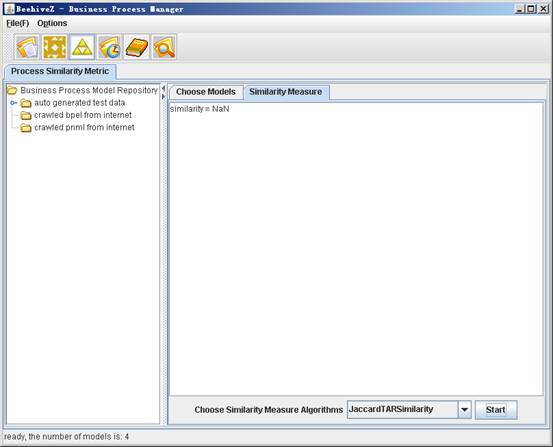 BeehiveZ - Business Process Manager
File(F) Options
Process Similarity Metric
Business Process Model Repository
auto generated test data
crawled bpel from internet
crawled pnml from internet
Choose Models Similarity Measure
similarity = NaN
Choose Similarity Measure Algorithms JaccardTARSimilarity Start
ready, the number of models is: 4